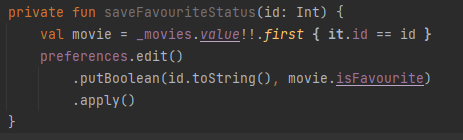 private fun saveFavouriteStatus(id: Int) {
    val movie = _movies.value!!.first { it.id == id }
    preferences.edit()
        .putBoolean(id.toString(), movie.isFavourite)
        .apply()
}